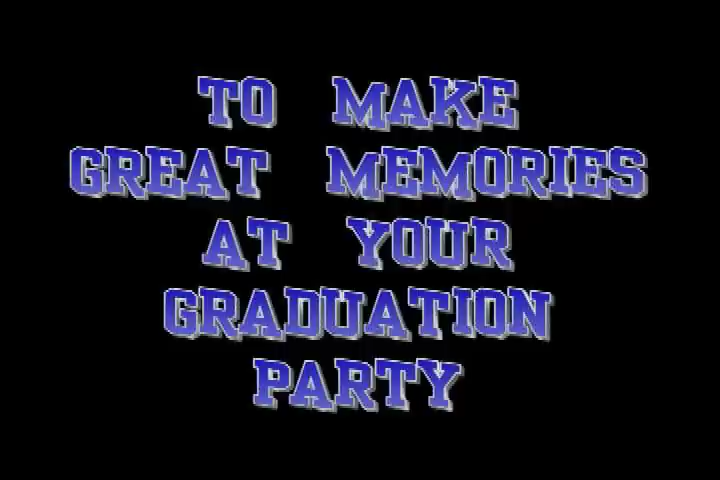 TO MAKE
GREAT MEMORIES
AT YOUR
GRADUATION
PARTY